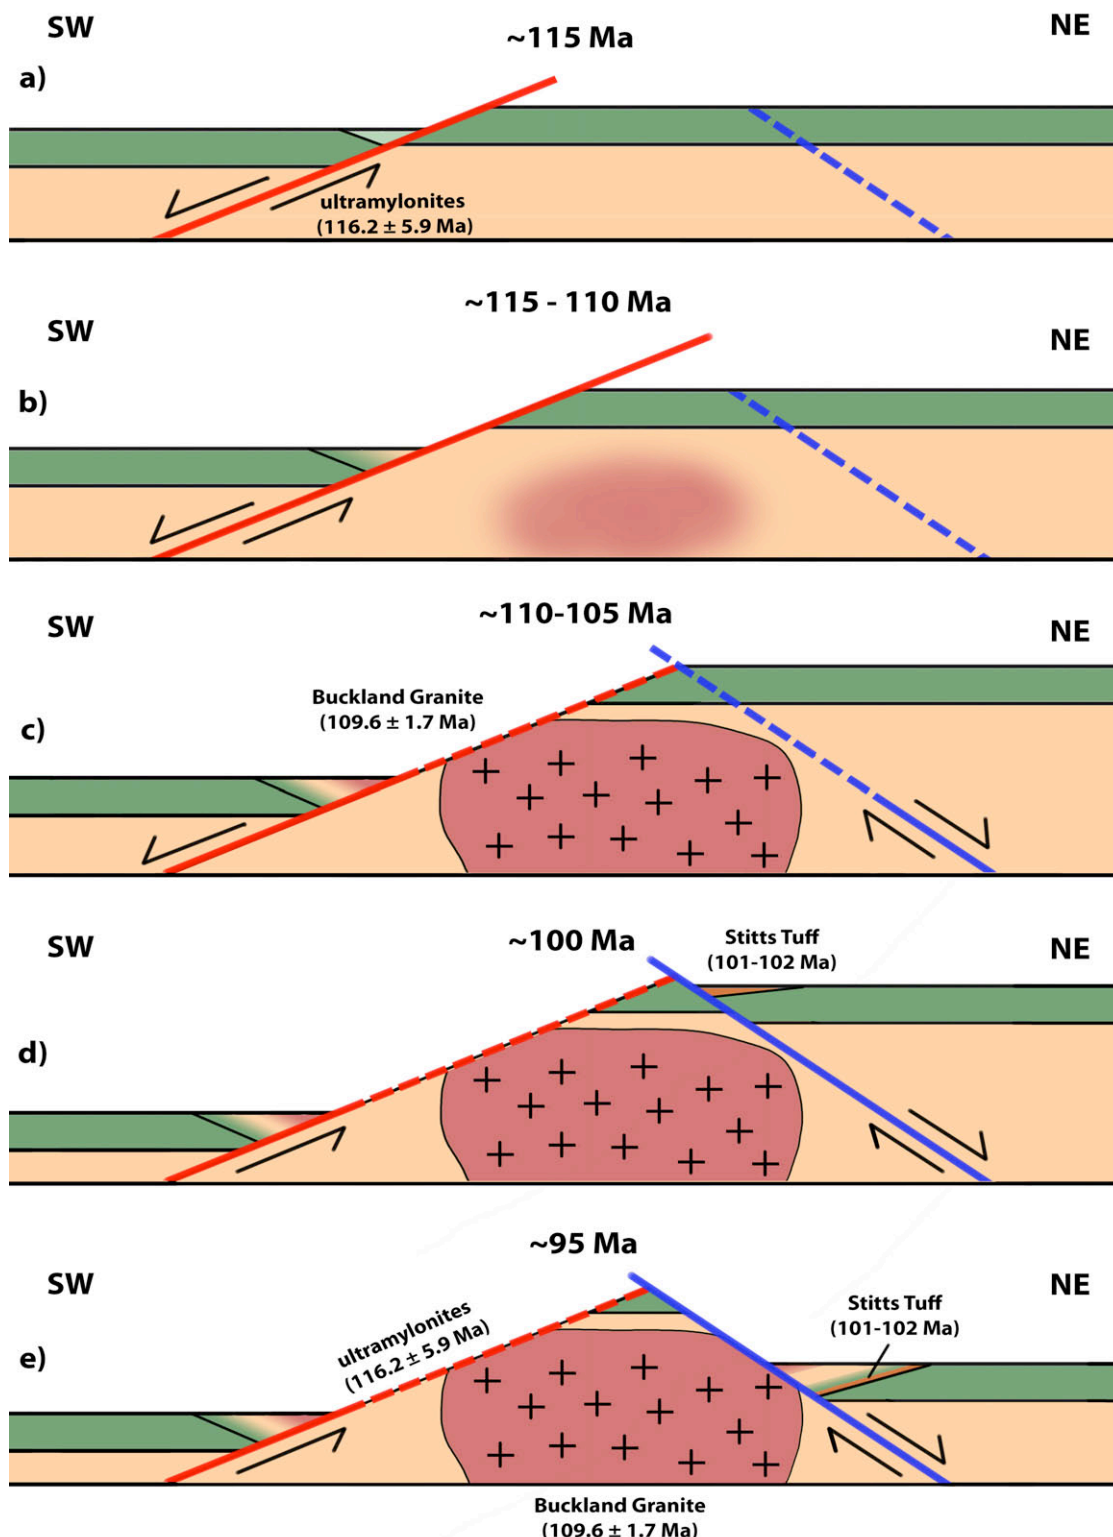 SW
NE
~115 Ma
a)
ultramylonites
(116.2 ± 5.9 Ma)
~115 - 110 Ma
SW
NE
b)
~110-105 Ma
SW
NE
Buckland Granite
(109.6 ± 1.7 Ma)
c)
SW
~100 Ma
Stitts Tuff
(101-102 Ma)
NE
d)
~95 Ma
SW
NE
Stitts Tuff
(101-102 Ma)
ultramylonites
(116.2 ± 5.9 Ma)
e)
Buckland Granite
(109.6 ± 1.7 Ma)